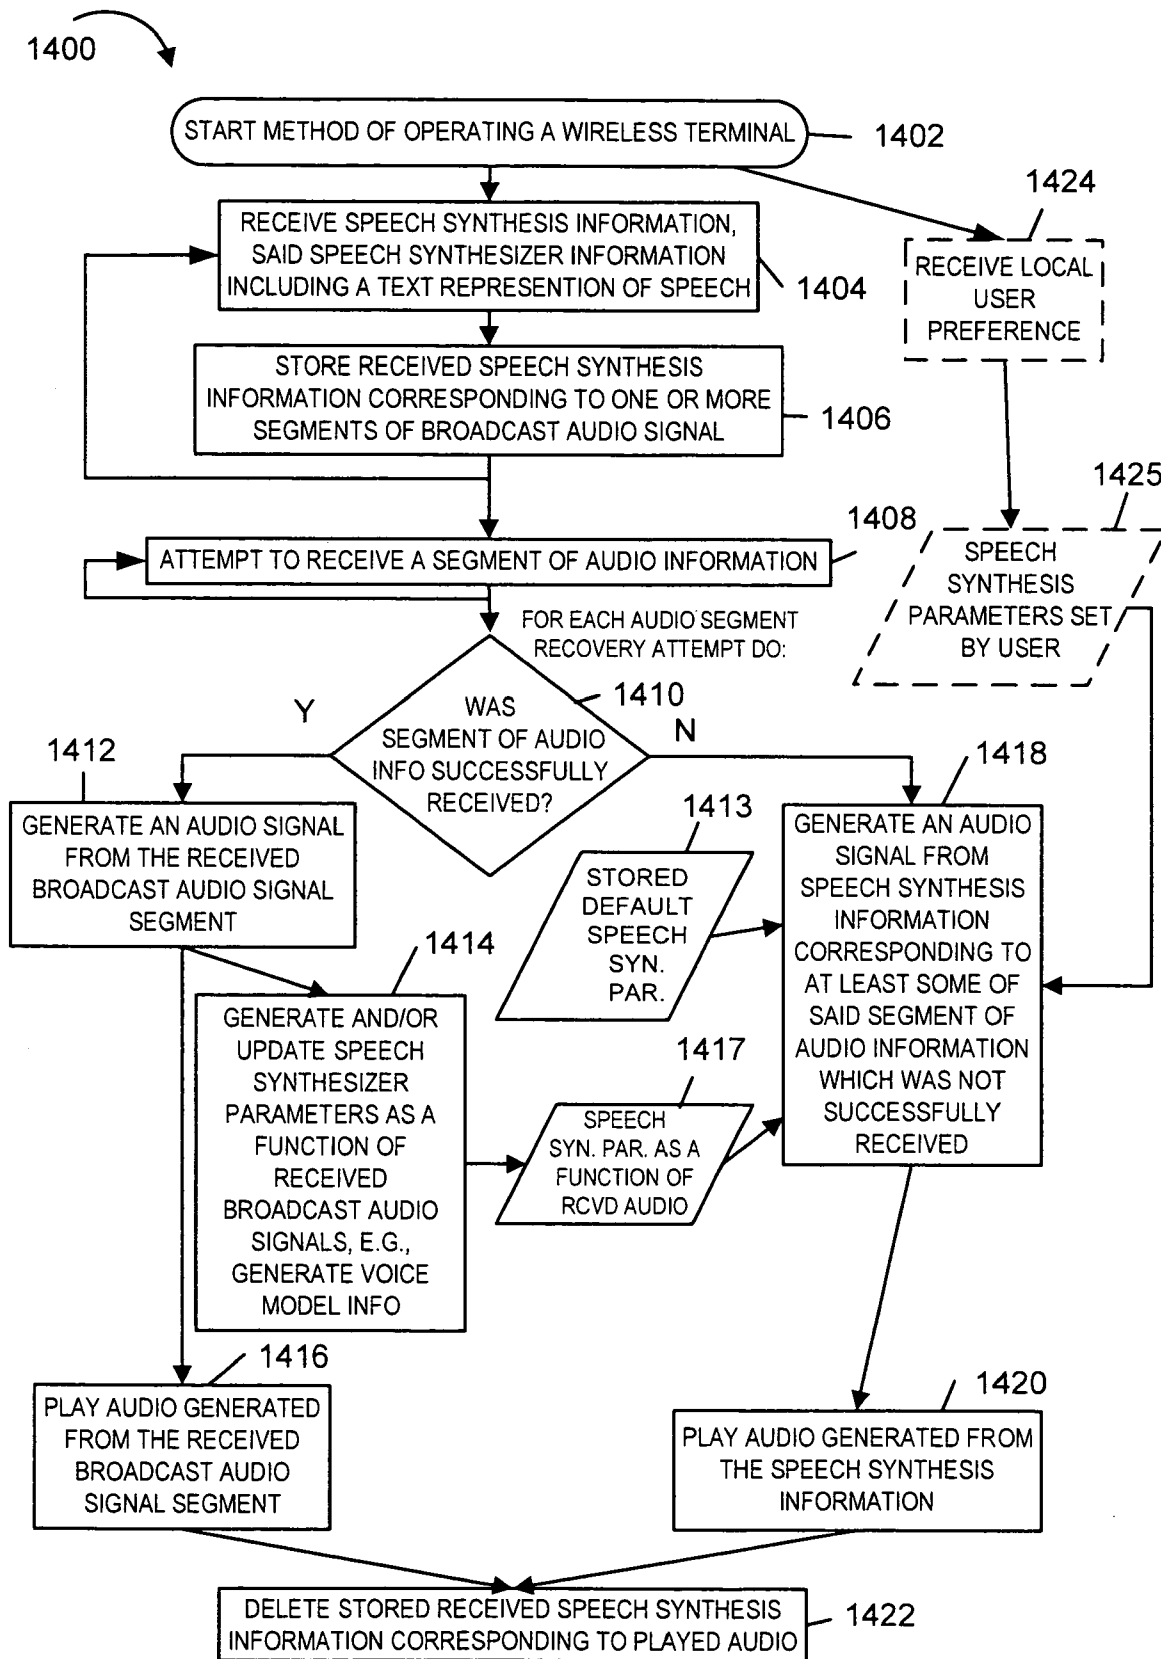 1400
START METHOD OF OPERATING A WIRELESS TERMINAL
1402
RECEIVE SPEECH SYNTHESIS INFORMATION,
SAID SPEECH SYNTHESIZER INFORMATION
INCLUDING A TEXT REPRESENTION OF SPEECH
1404
1424
RECEIVE LOCAL
USER
PREFERENCE
STORE RECEIVED SPEECH SYNTHESIS
INFORMATION CORRESPONDING TO ONE OR MORE
SEGMENTS OF BROADCAST AUDIO SIGNAL
1406
1425
SPEECH
SYNTHESIS
PARAMETERS SET
BY USER
1408
ATTEMPT TO RECEIVE A SEGMENT OF AUDIO INFORMATION
FOR EACH AUDIO SEGMENT
RECOVERY ATTEMPT DO:
1410
WAS
SEGMENT OF AUDIO
INFO SUCCESSFULLY
RECEIVED?
Y
N
1412
GENERATE AN AUDIO SIGNAL
FROM THE RECEIVED
BROADCAST AUDIO SIGNAL
SEGMENT
1413
STORED
DEFAULT
SPEECH
SYN.
PAR.
1418
GENERATE AN AUDIO
SIGNAL FROM
SPEECH SYNTHESIS
INFORMATION
CORRESPONDING TO
AT LEAST SOME OF
SAID SEGMENT OF
AUDIO INFORMATION
WHICH WAS NOT
SUCCESSFULLY
RECEIVED
1414
GENERATE AND/OR
UPDATE SPEECH
SYNTHESIZER
PARAMETERS AS A
FUNCTION OF
RECEIVED
BROADCAST AUDIO
SIGNALS, E.G.,
GENERATE VOICE
MODEL INFO
1417
SPEECH
SYN. PAR. AS A
FUNCTION OF
RCVD AUDIO
1416
PLAY AUDIO GENERATED
FROM THE RECEIVED
BROADCAST AUDIO
SIGNAL SEGMENT
1420
PLAY AUDIO GENERATED FROM
THE SPEECH SYNTHESIS
INFORMATION
DELETE STORED RECEIVED SPEECH SYNTHESIS
INFORMATION CORRESPONDING TO PLAYED AUDIO
1422